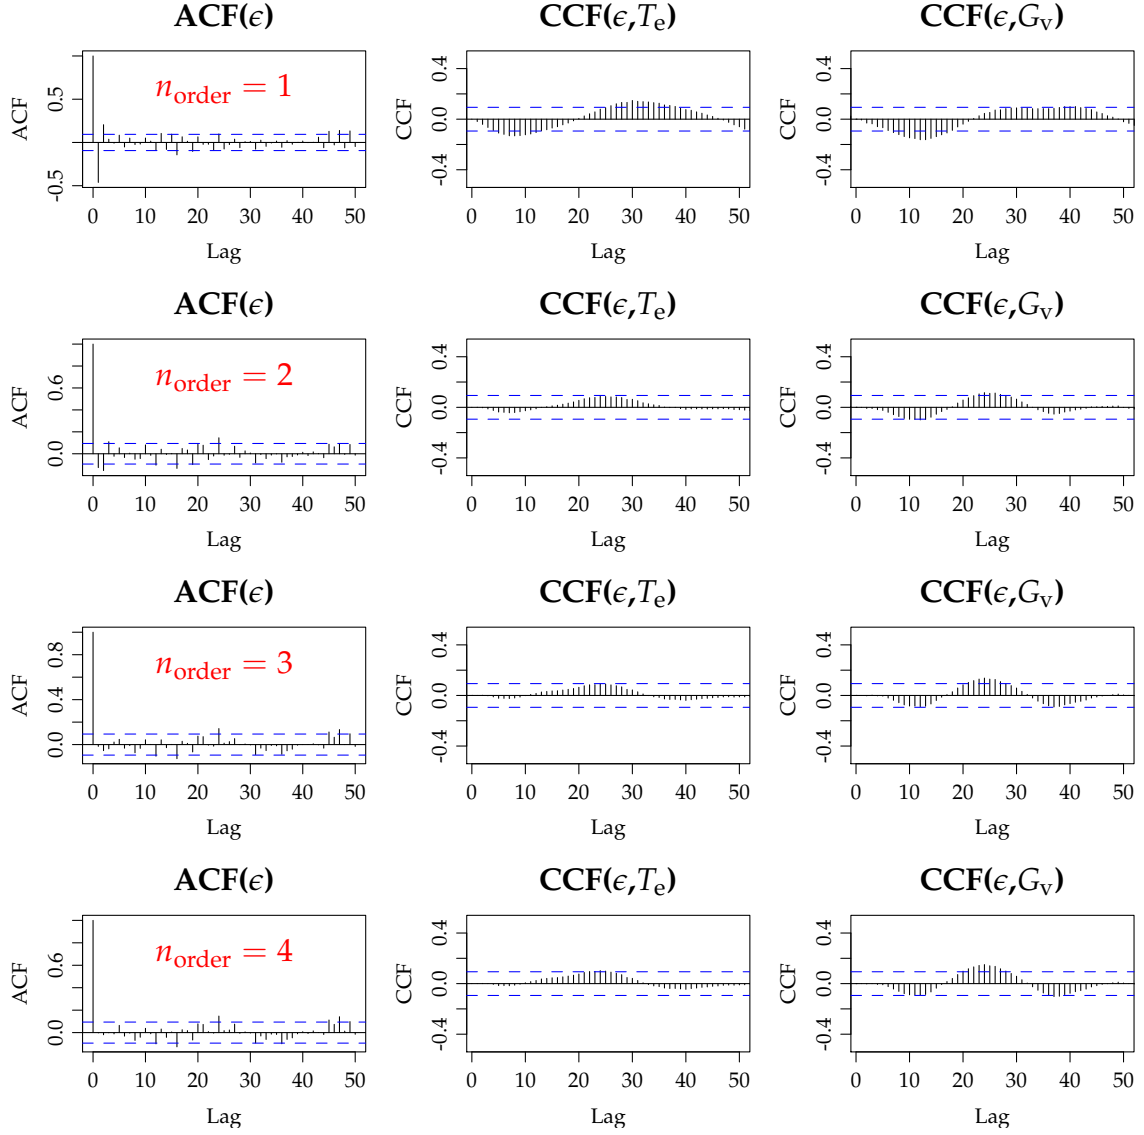 ACF(ϵ) CCF(ϵ,Te) CCF(ϵ,Gv)
norder = 1
ACF -0.5 0.5
CCF -0.4 0.0 0.4
CCF -0.4 0.0 0.4
0 10 20 30 40 50 0 10 20 30 40 50 0 10 20 30 40 50
Lag Lag Lag
ACF(ϵ) CCF(ϵ,Te) CCF(ϵ,Gv)
norder = 2
ACF 0.0 0.6
CCF -0.4 0.0 0.4
CCF -0.4 0.0 0.4
0 10 20 30 40 50 0 10 20 30 40 50 0 10 20 30 40 50
Lag Lag Lag
ACF(ϵ) CCF(ϵ,Te) CCF(ϵ,Gv)
norder = 3
ACF 0.0 0.4 0.8
CCF -0.4 0.0 0.4
CCF -0.4 0.0 0.4
0 10 20 30 40 50 0 10 20 30 40 50 0 10 20 30 40 50
Lag Lag Lag
ACF(ϵ) CCF(ϵ,Te) CCF(ϵ,Gv)
norder = 4
ACF 0.0 0.6
CCF -0.4 0.0 0.4
CCF -0.4 0.0 0.4
0 10 20 30 40 50 0 10 20 30 40 50 0 10 20 30 40 50
Lag Lag Lag